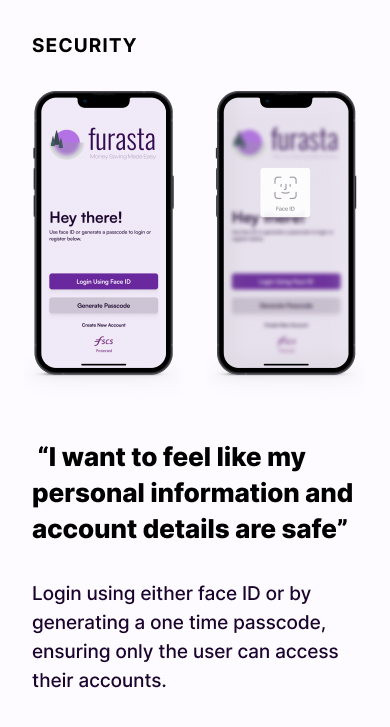 SECURITY
furasta
Money Saving Made Easy
Hey there!
Use face ID or generate a passcode to login or
register below.
Login Using Face ID
Generate Passcode
Create New Account
fscs
Protected
furasta
Face ID
Hey there!
Login Using Face ID
Generate Passcode
Create New Account
fscs
“I want to feel like my
personal information and
account details are safe”
Login using either face ID or by
generating a one time passcode,
ensuring only the user can access
their accounts.